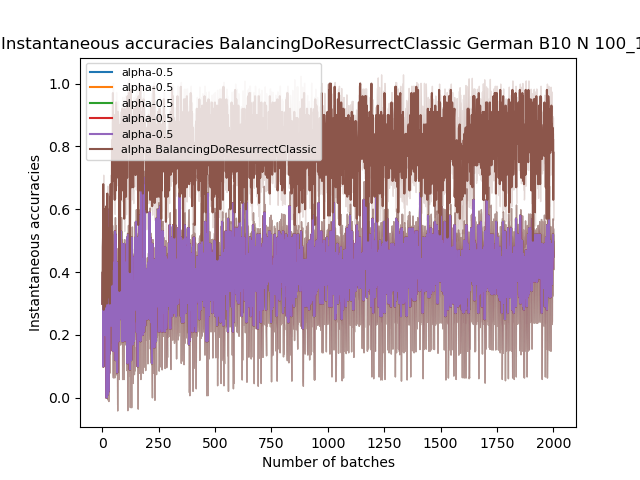 Instantaneous accuracies BalancingDoResurrectClassic German B10 N 100_1
alpha-0.5
alpha-0.5
alpha-0.5
alpha-0.5
alpha-0.5
alpha BalancingDoResurrectClassic
1.0
0.8
0.6
0.4
0.2
0.0
Instantaneous accuracies
0 250 500 750 1000 1250 1500 1750 2000
Number of batches